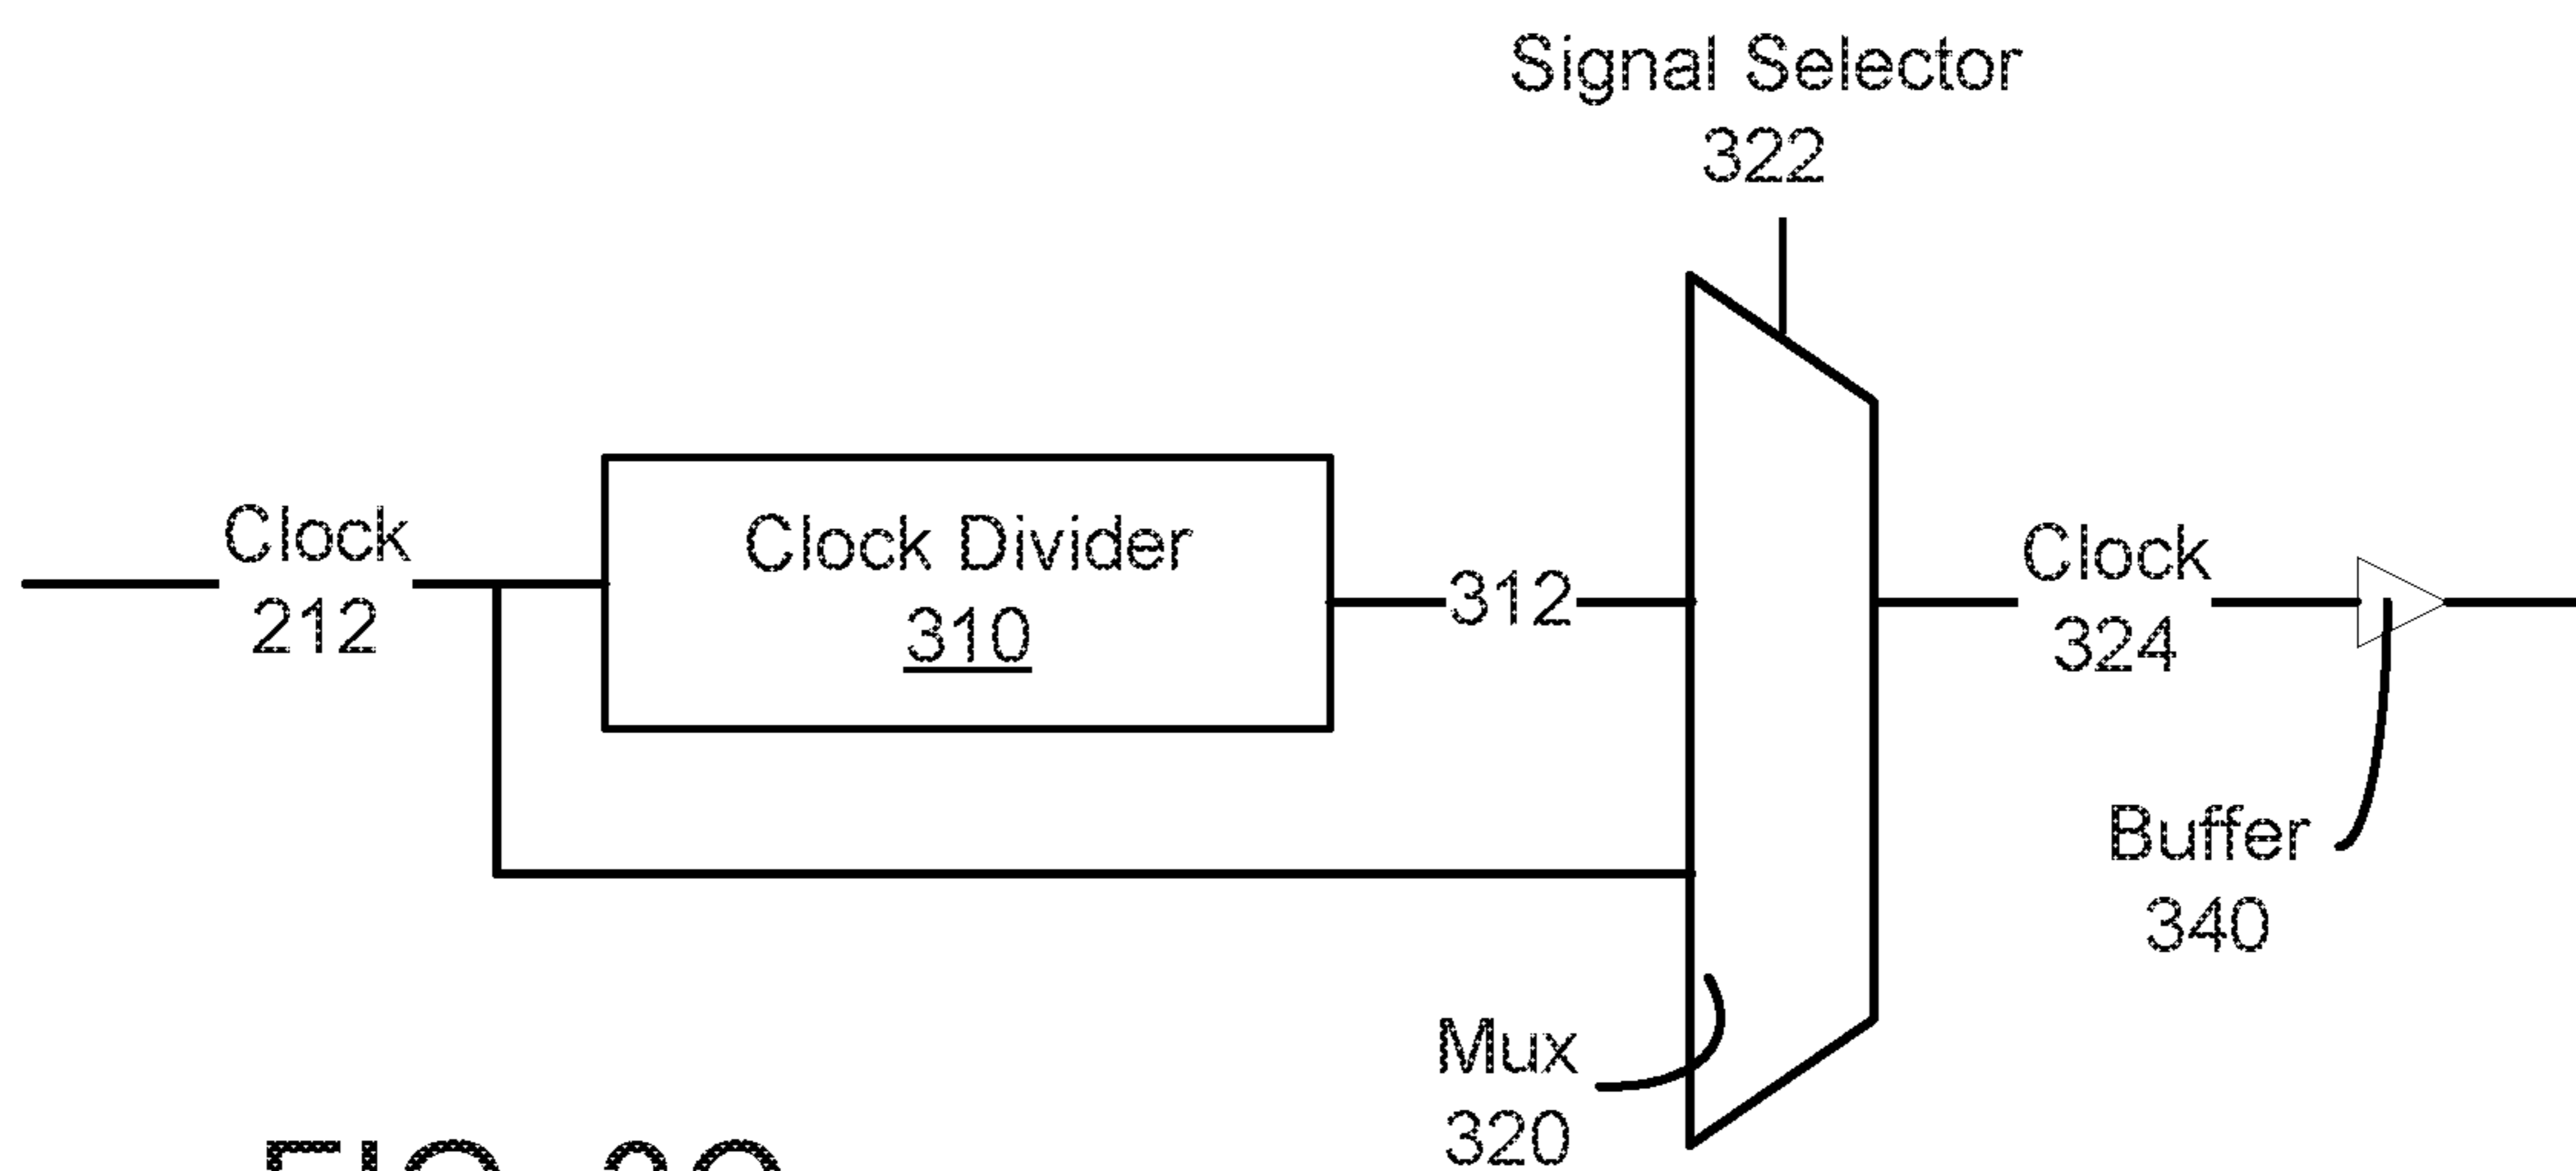 Signal Selector
322
Clock
212
Clock Divider
310
312
Clock
324
Buffer
340
Mux
320